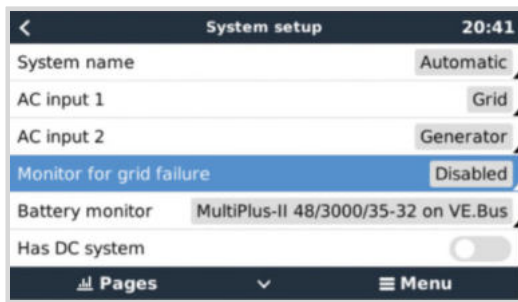 System setup 20:41
System name Automatic
AC input 1 Grid
AC input 2 Generator
Monitor for grid failure Disabled
Battery monitor MultiPlus-II 48/3000/35-32 on VE.Bus
Has DC system
Pages Menu